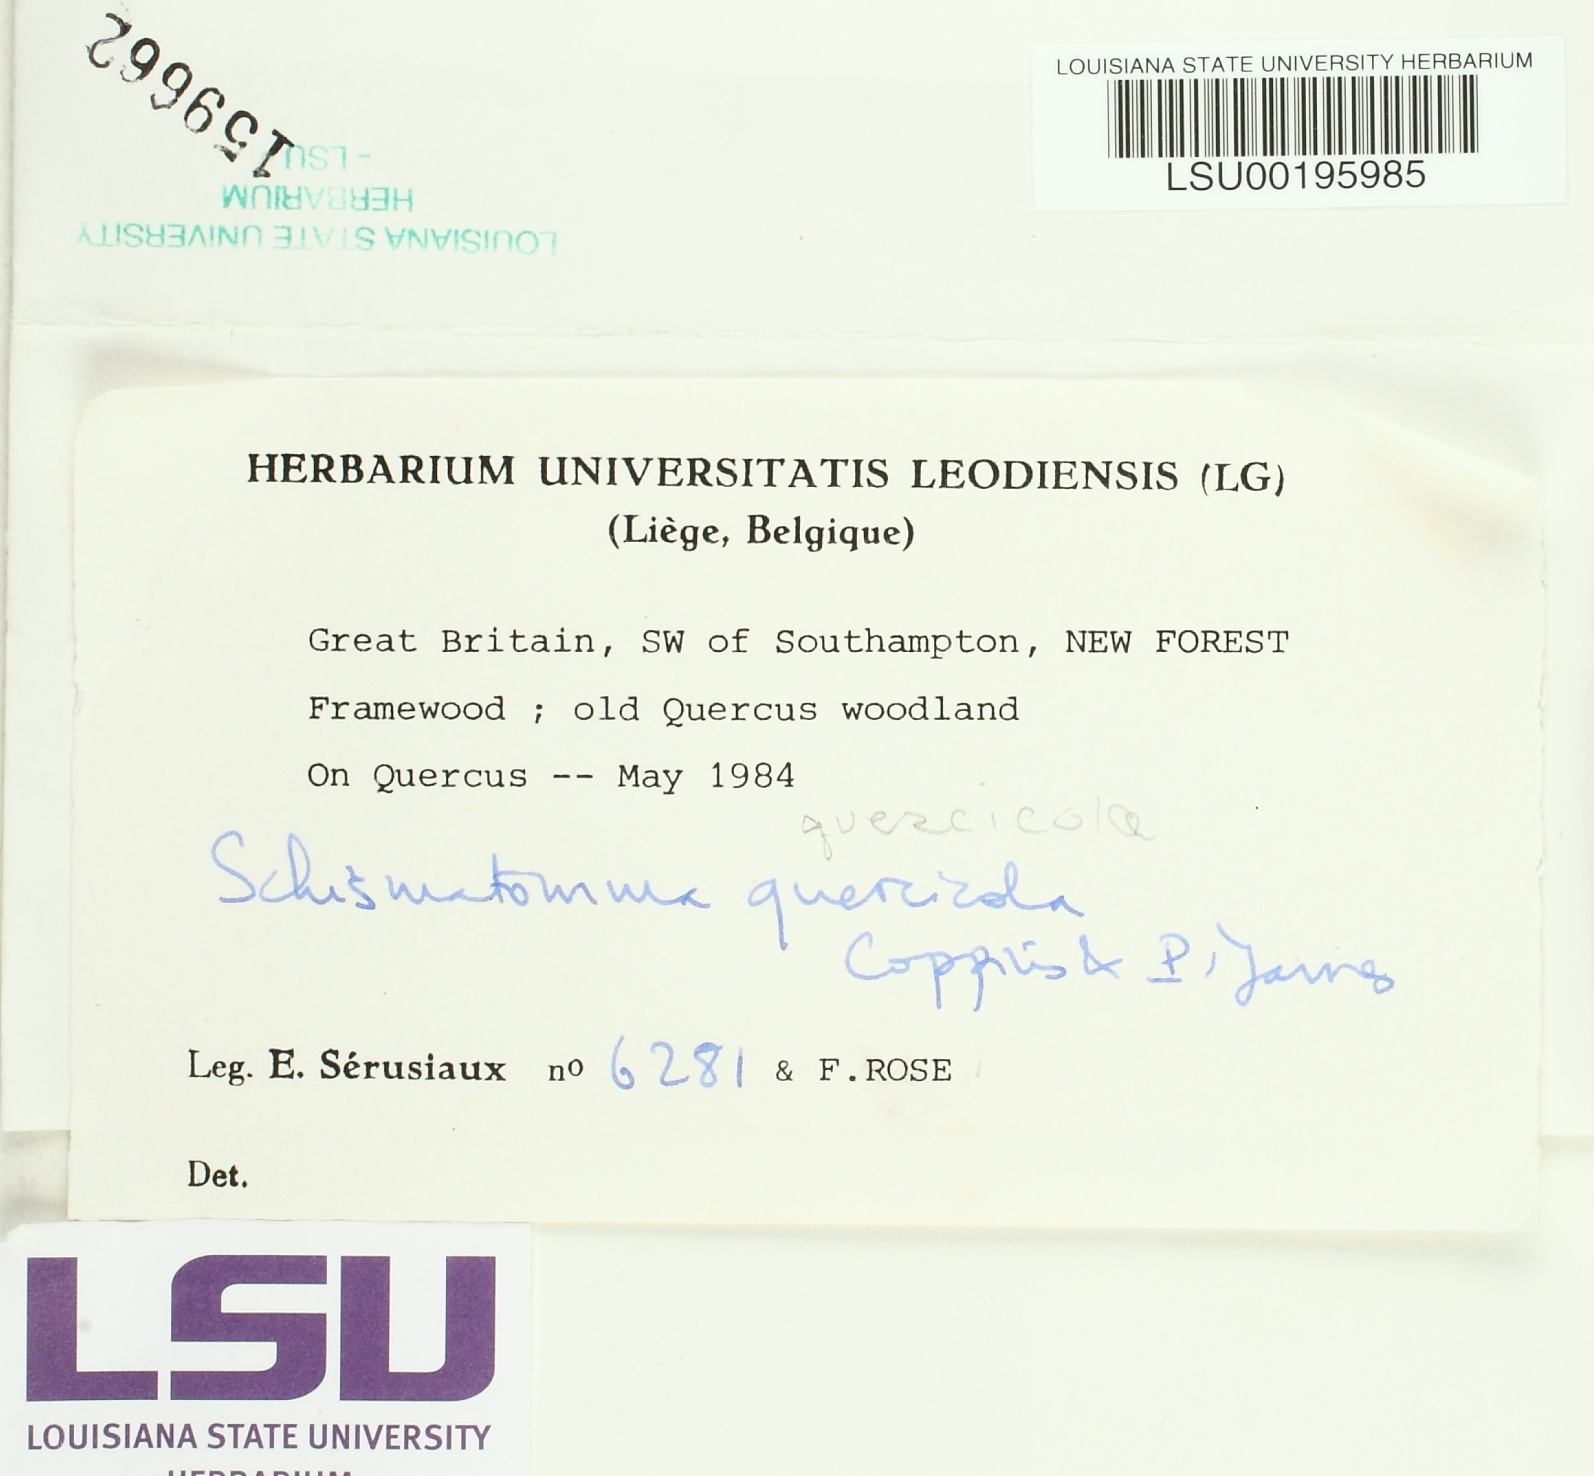 159662
LOUISIANA STATE UNIVERSITY
HERBARIUM
- LSU -
LOUISIANA STATE UNIVERSITY HERBARIUM
LSU00195985
HERBARIUM UNIVERSITATIS LEODIENSIS (LG)
(Liège, Belgique)
Great Britain, SW of Southampton, NEW FOREST
Framewood ; old Quercus woodland
On Quercus -- May 1984
quercicola
Schismatomma quercicola
Coppins & P. James
Leg. E. Sérusiaux no 6281 & F.ROSE
Det.
LSU
LOUISIANA STATE UNIVERSITY
HERBARIUM